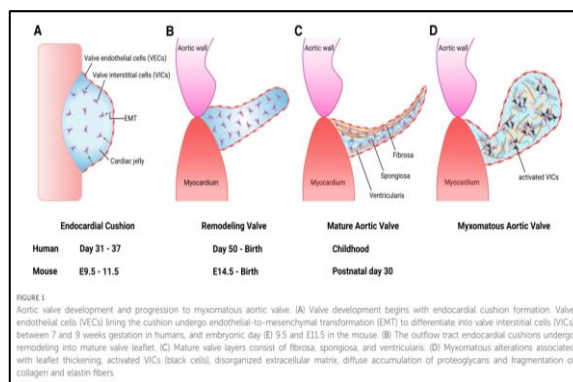 A
B
C
D
Valve endothelial cells (VECs)
Valve interstitial cells (VICs)
EMT
Cardiac jelly
Aortic wall
Myocardium
Aortic wall
Myocardium
Fibrosa
Spongiosa
Ventricularis
activated VICs
Endocardial Cushion
Remodeling Valve
Mature Aortic Valve
Myxomatous Aortic Valve
Human Day 31 - 37 Day 50 - Birth Childhood
Mouse E9.5 - 11.5 E14.5 - Birth Postnatal day 30
FIGURE 1
Aortic valve development and progression to myxomatous aortic valve. (A) Valve development begins with endocardial cushion formation. Valve
endothelial cells (VECs) lining the cushion undergo endothelial-to-mesenchymal transformation (EMT) to differentiate into valve interstitial cells (VICs)
between 7 and 9 weeks gestation in humans, and embryonic day (E) 9.5 and E11.5 in the mouse. (B) The outflow tract endocardial cushions undergo
remodeling into mature valve leaflet. (C) Mature valve layers consist of fibrosa, spongiosa, and ventricularis. (D) Myxomatous alterations associated
with leaflet thickening, activated VICs (black cells), disorganized extracellular matrix, diffuse accumulation of proteoglycans and fragmentation of
collagen and elastin fibers.